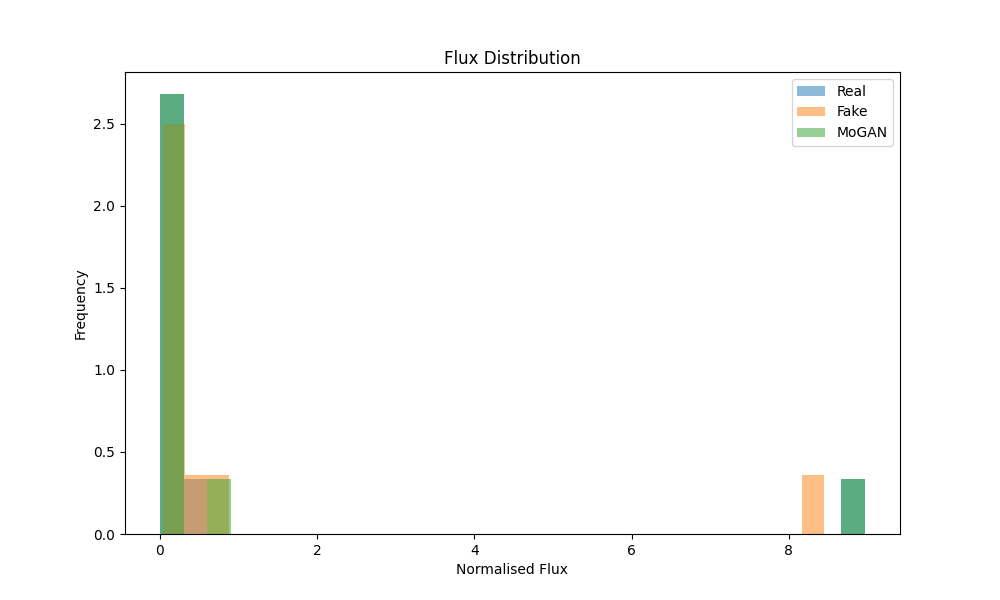 Flux Distribution
Real
Fake
MoGAN
2.5
2.0
1.5
1.0
0.5
0.0
Frequency
0 2 4 6 8
Normalised Flux